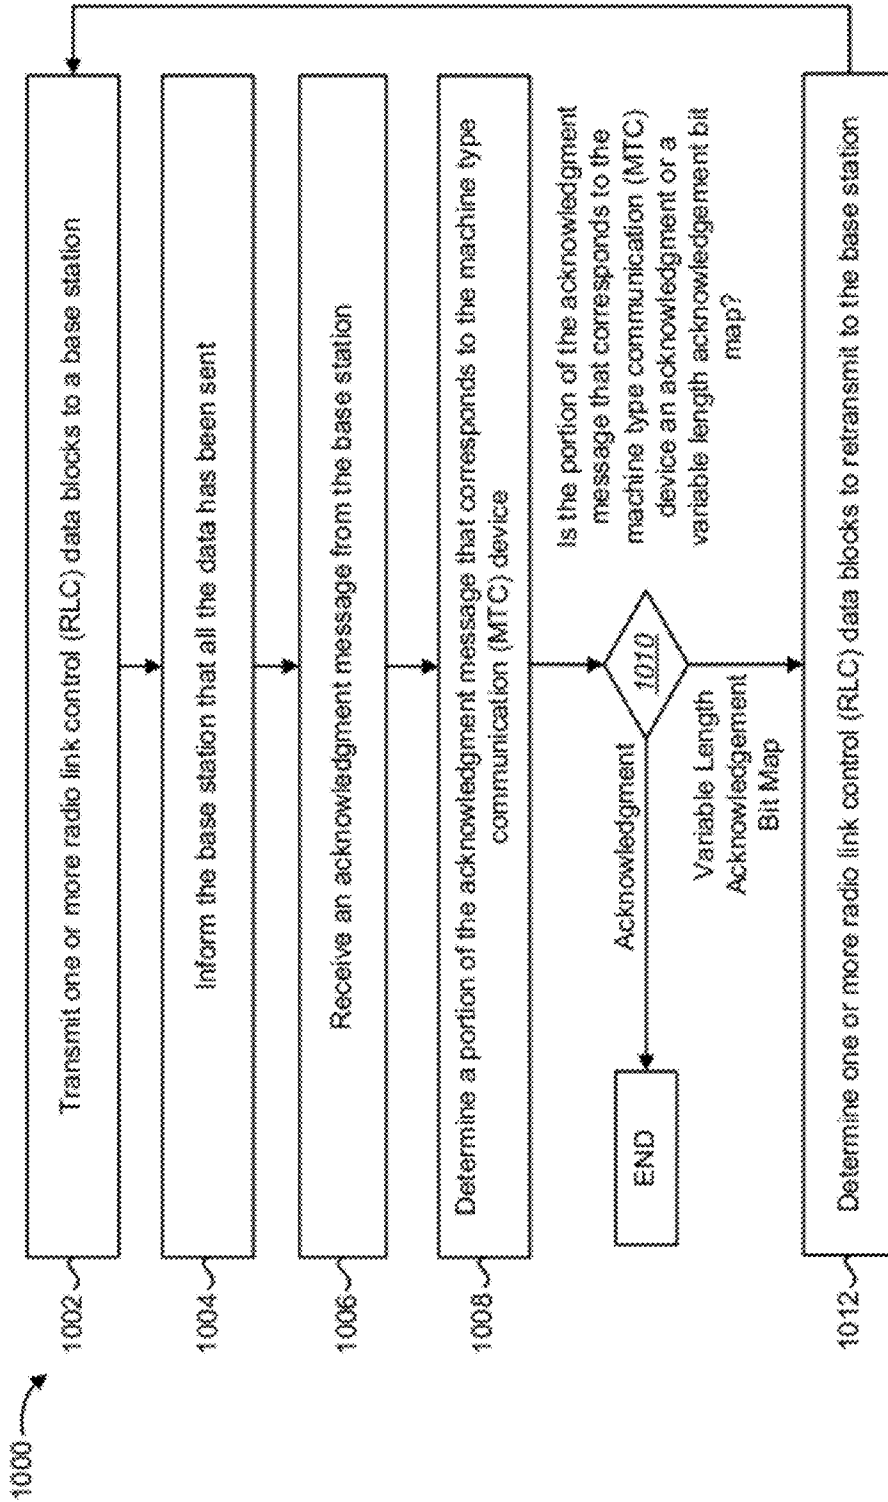 1000
1002
Transmit one or more radio link control (RLC) data blocks to a base station
1004
Inform the base station that all the data has been sent
1006
Receive an acknowledgment message from the base station
1008
Determine a portion of the acknowledgment message that corresponds to the machine type
communication (MTC) device
Is the portion of the acknowledgment
message that corresponds to the
machine type communication (MTC)
device an acknowledgment or a
variable length acknowledgement bit
map?
1010
Acknowledgment
END
Variable Length
Acknowledgement
Bit Map
1012
Determine one or more radio link control (RLC) data blocks to retransmit to the base station